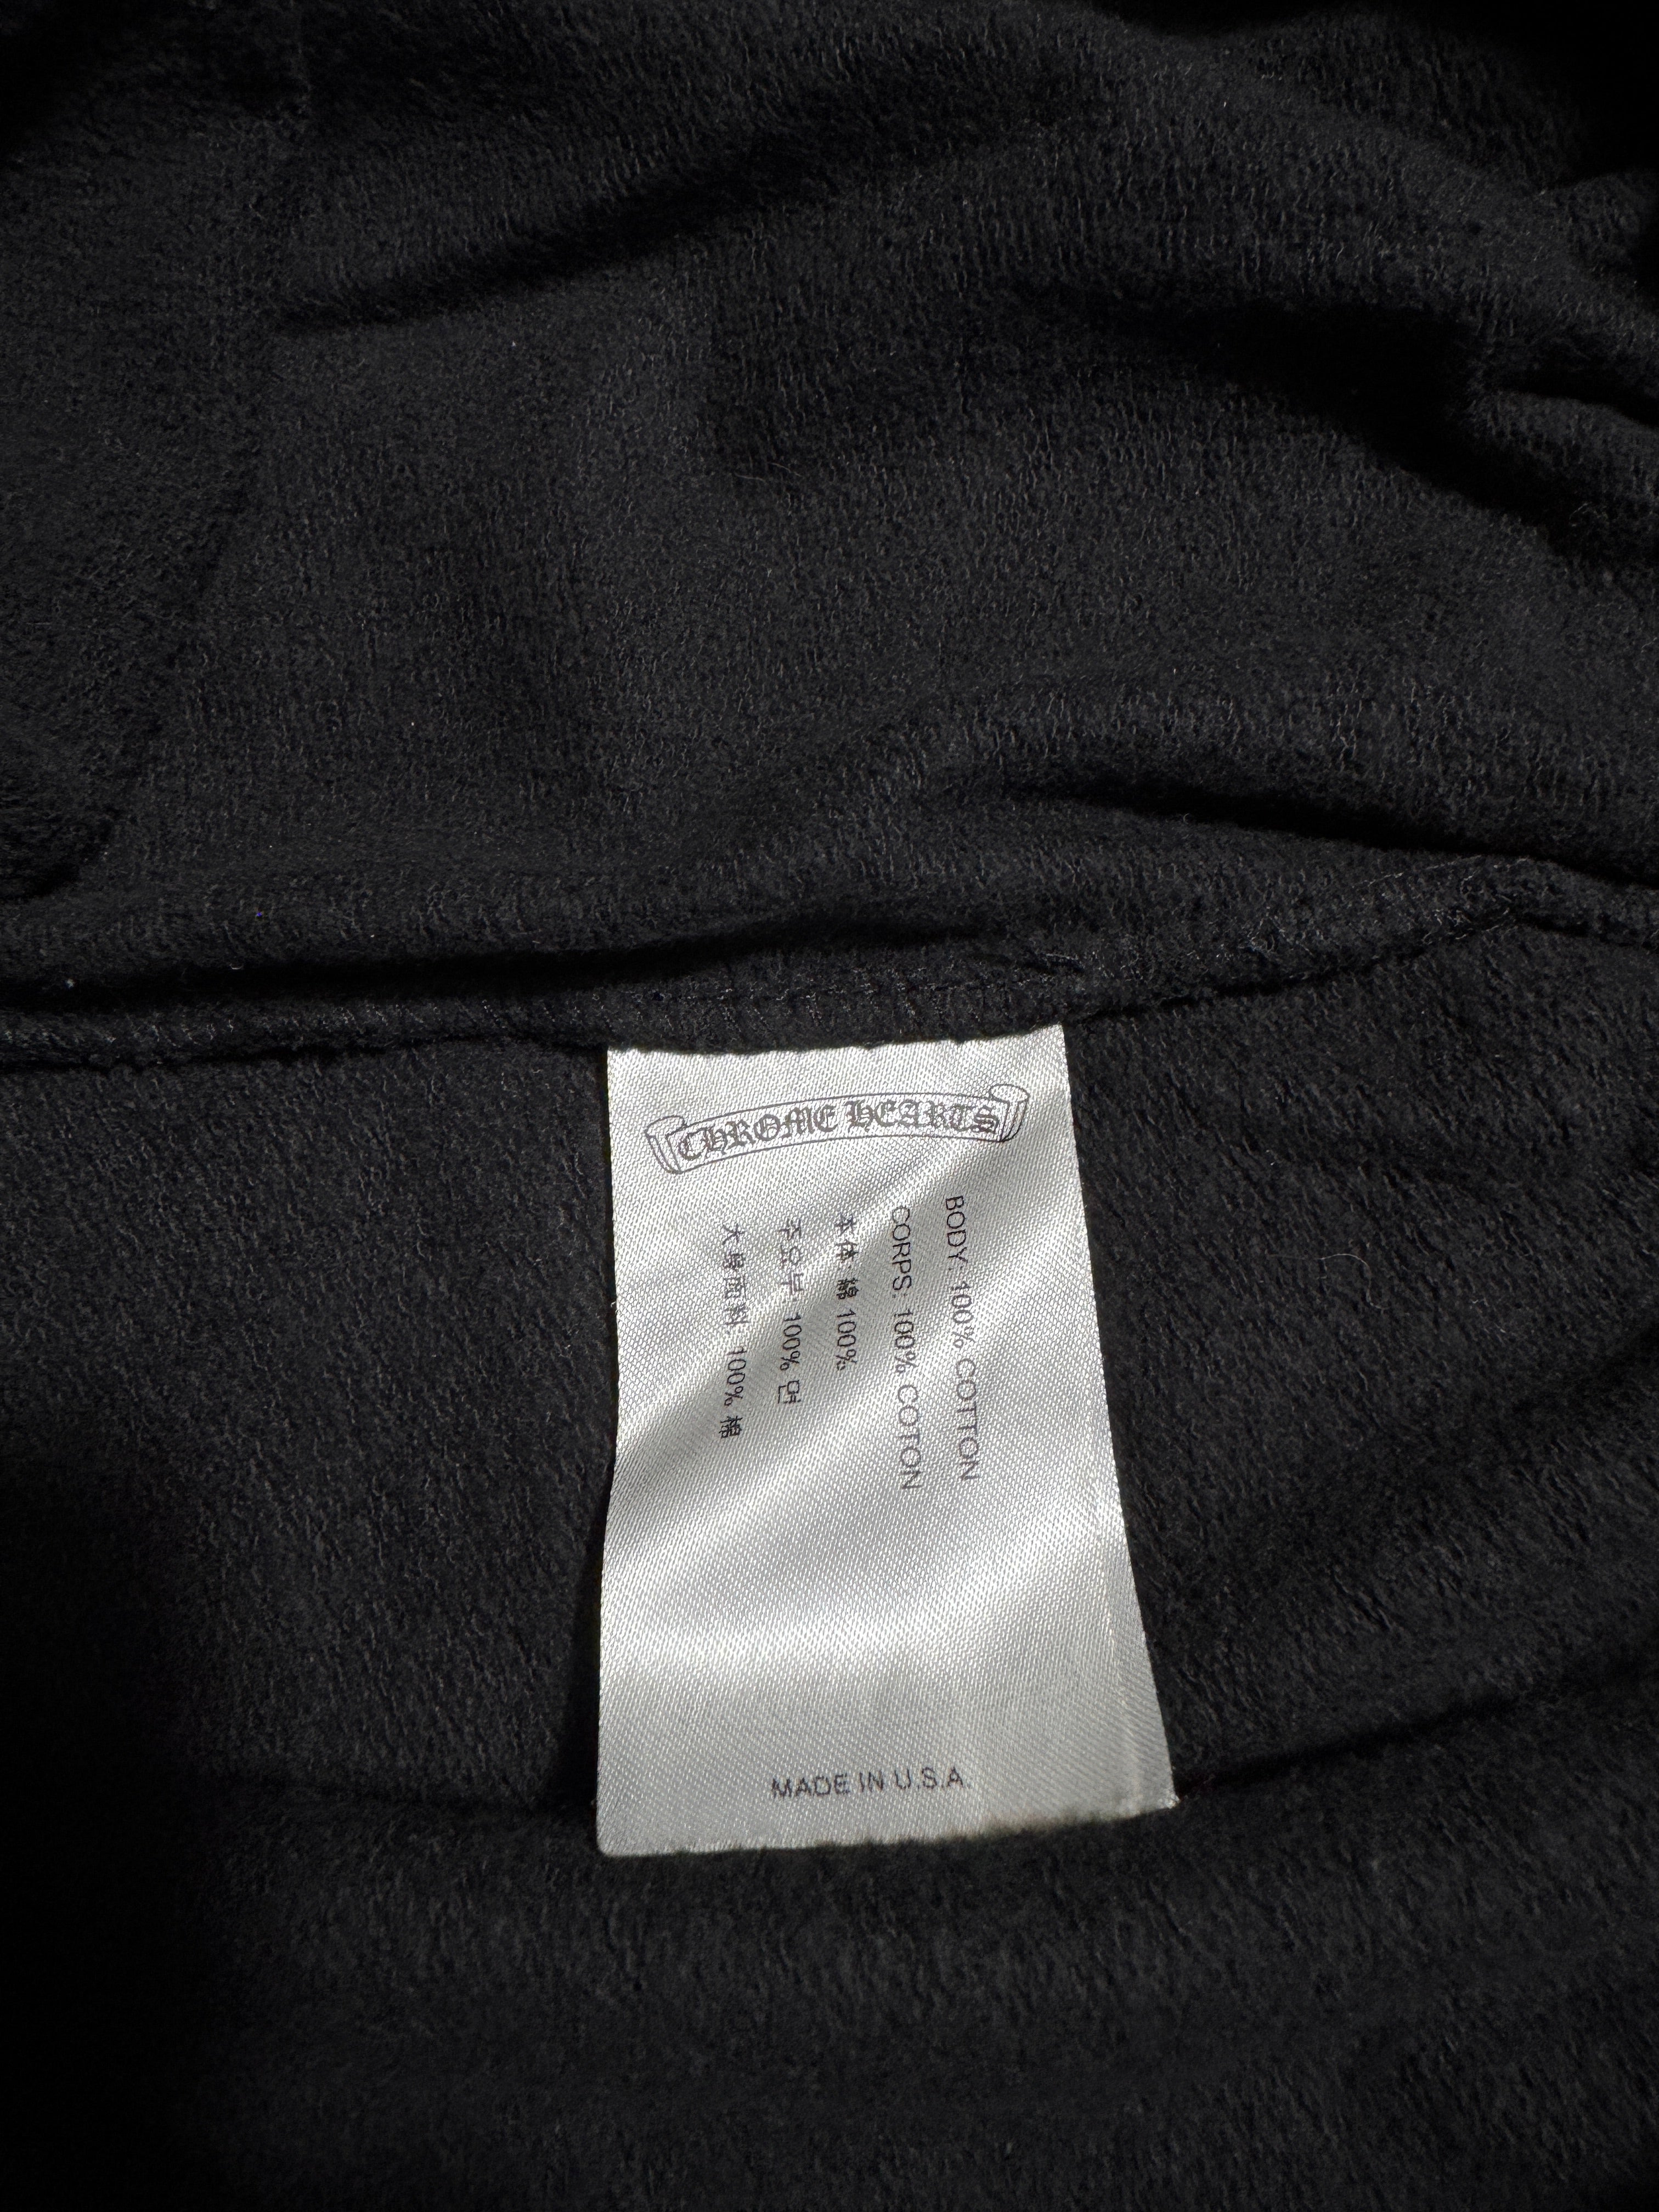 CHROME HEARTS
BODY: 100% COTTON
CORPS: 100% COTON
本体 綿 100%
주요부 100% 면
大身面料: 100% 棉
MADE IN U.S.A.